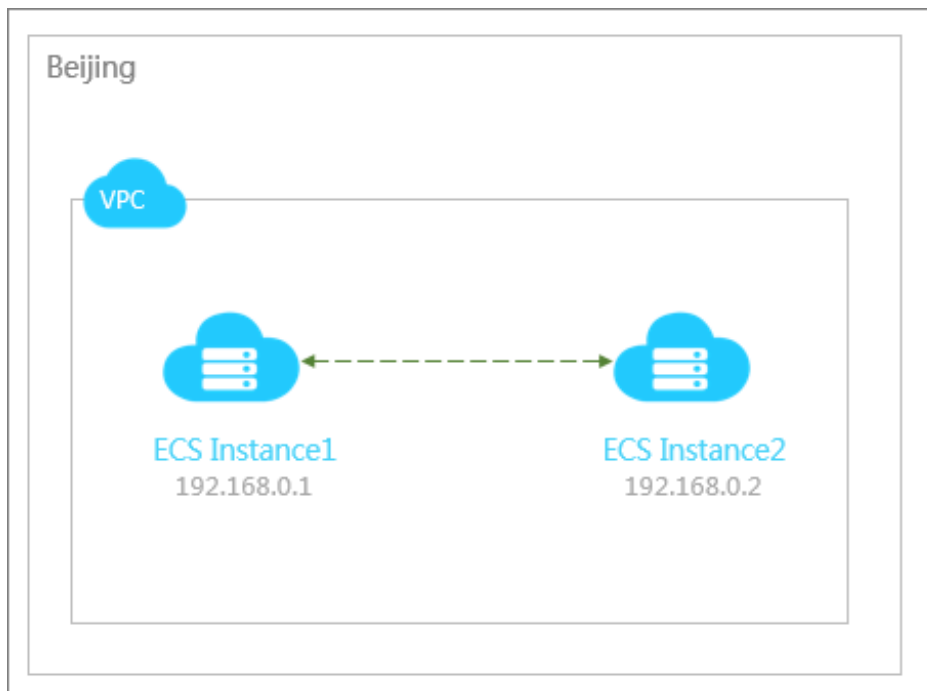 Beijing
VPC
ECS Instance1
192.168.0.1
ECS Instance2
192.168.0.2